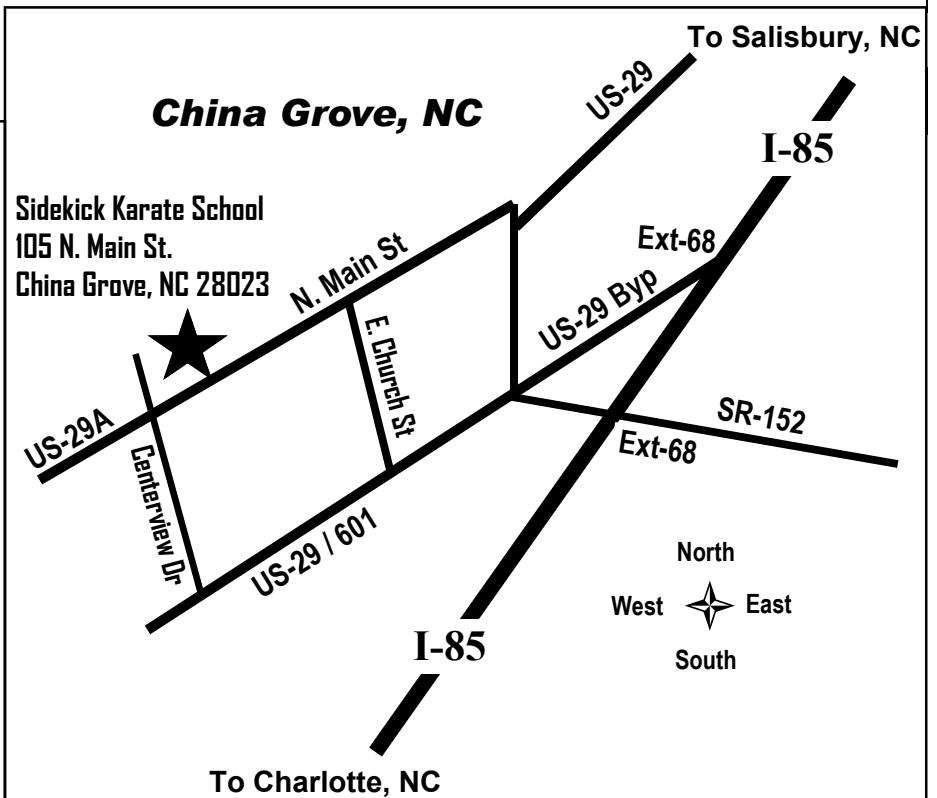 To Salisbury, NC
US-29
China Grove, NC
I-85
Sidekick Karate School
105 N. Main St.
China Grove, NC 28023
N. Main St
Ext-68
US-29 Byp
E. Church St
US-29A
SR-152
Ext-68
Centerview Dr
US-29 / 601
North
West
East
South
I-85
To Charlotte, NC